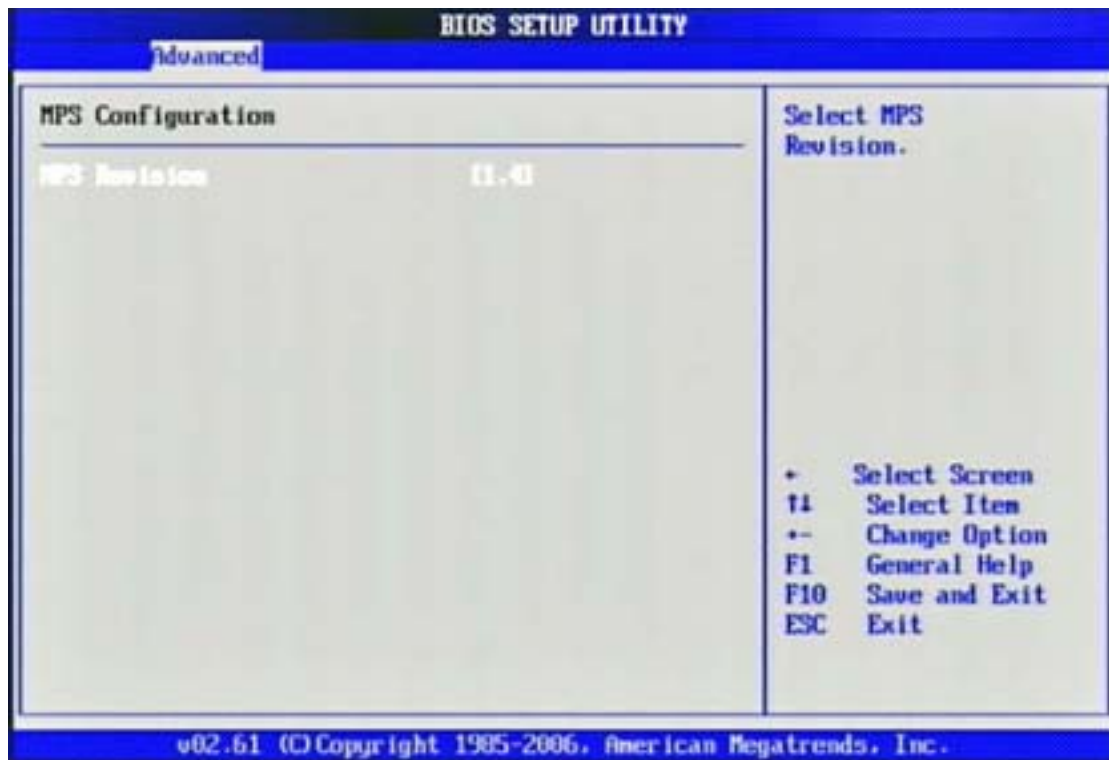 BIOS SETUP UTILITY
Advanced
MPS Configuration
MPS Revision [1.4]
Select MPS
Revision.
← Select Screen
↑↓ Select Item
+- Change Option
F1 General Help
F10 Save and Exit
ESC Exit
v02.61 (C)Copyright 1985-2006, American Megatrends, Inc.